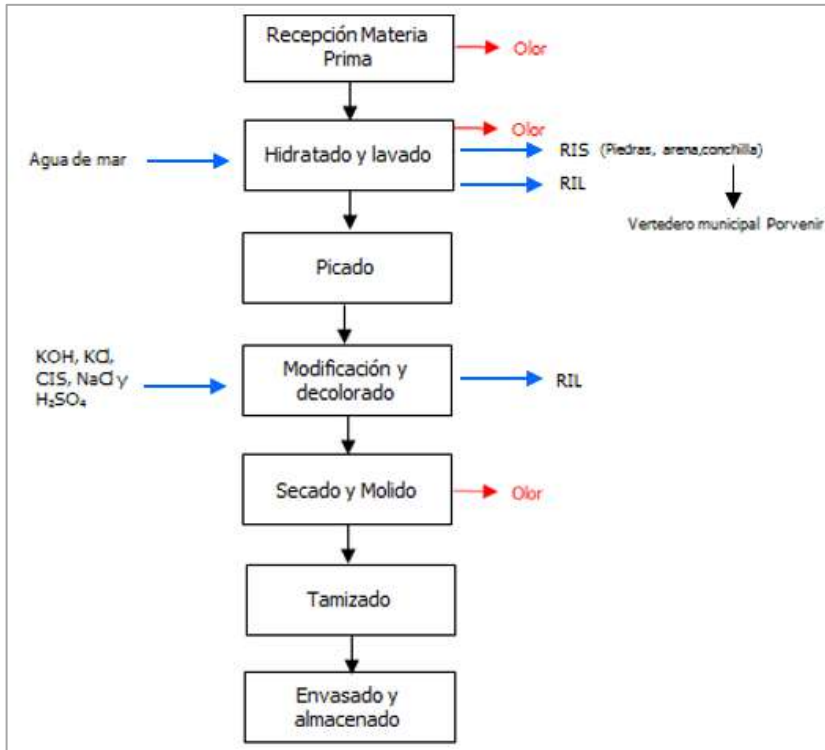 Recepción Materia
Prima
Olor
Agua de mar
Hidratado y lavado
Olor
RIS (Piedras, arena,conchilla)
RIL
Vertedero municipal Porvenir
Picado
KOH, KCl,
CIS, NaCl y
H₂SO₄
Modificación y
decolorado
RIL
Secado y Molido
Olor
Tamizado
Envasado y
almacenado